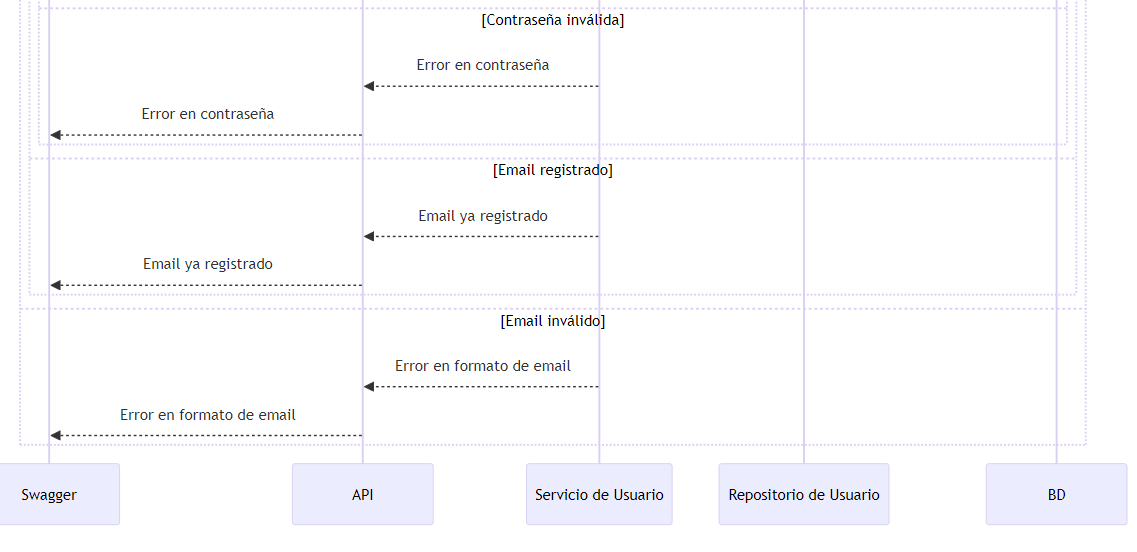 [Contraseña inválida]
Error en contraseña
Error en contraseña
[Email registrado]
Email ya registrado
Email ya registrado
[Email inválido]
Error en formato de email
Error en formato de email
Swagger
API
Servicio de Usuario
Repositorio de Usuario
BD